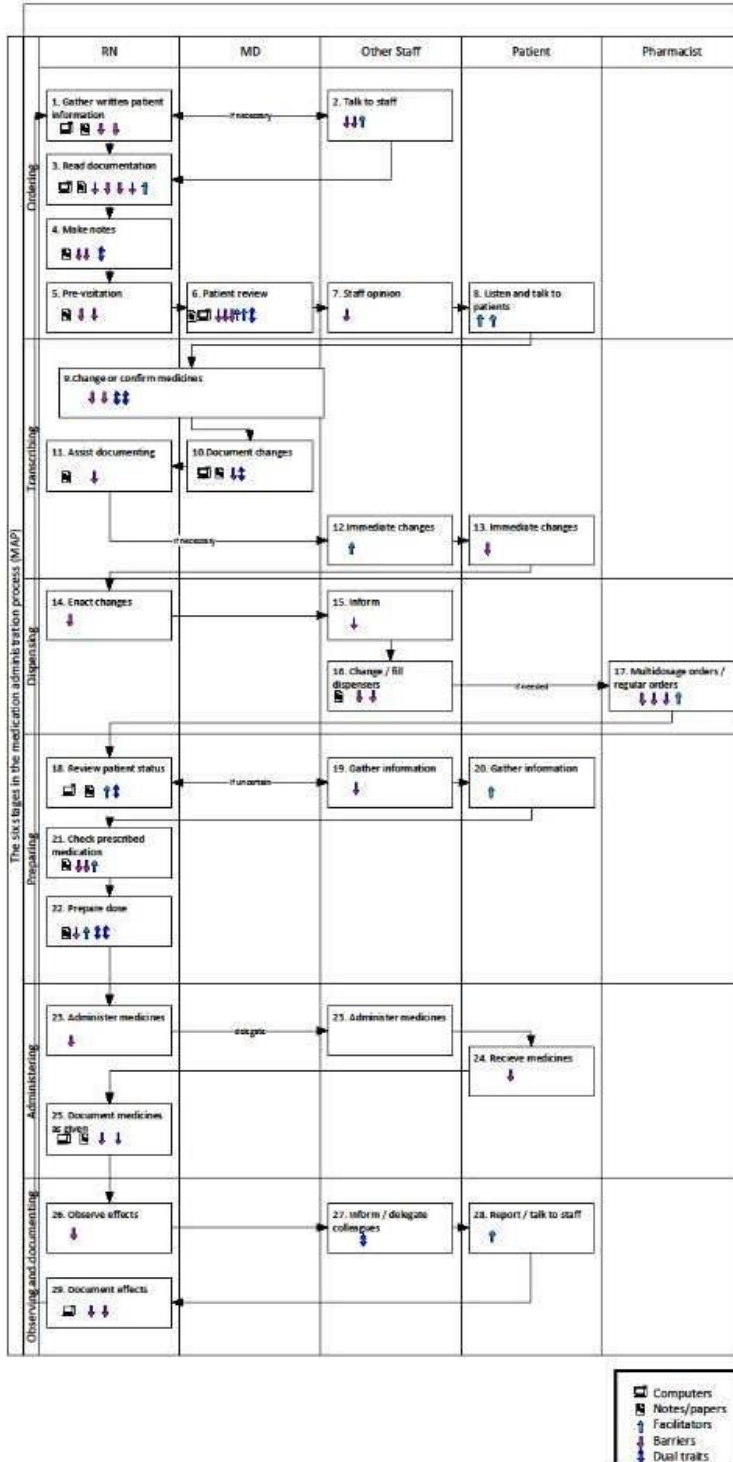 RN MD Other Staff Patient Pharmacist
The six stages in the medication administration process (MAP)
Ordering
1. Gather written patient
information
if necessary
2. Talk to staff
3. Read documentation
4. Make notes
5. Pre-visitation
6. Patient review
7. Staff opinion
8. Listen and talk to
patients
Transcribing
9.Change or confirm medicines
11. Assist documenting
10.Document changes
if necessary
12.Immediate changes
13. Immediate changes
Dispensing
14. Enact changes
15. Inform
16. Change / fill
dispensers
if needed
17. Multidosage orders /
regular orders
Preparing
18. Review patient status
if uncertain
19. Gather information
20. Gather information
21. Check prescribed
medication
22. Prepare dose
Administering
23. Administer medicines
delegate
23. Administer medicines
24. Recieve medicines
25. Document medicines
as given
Observing and documenting
26. Observe effects
27. Inform / delegate
colleagues
28. Report / talk to staff
29. Document effects
Computers
Notes/papers
Facilitators
Barriers
Dual traits